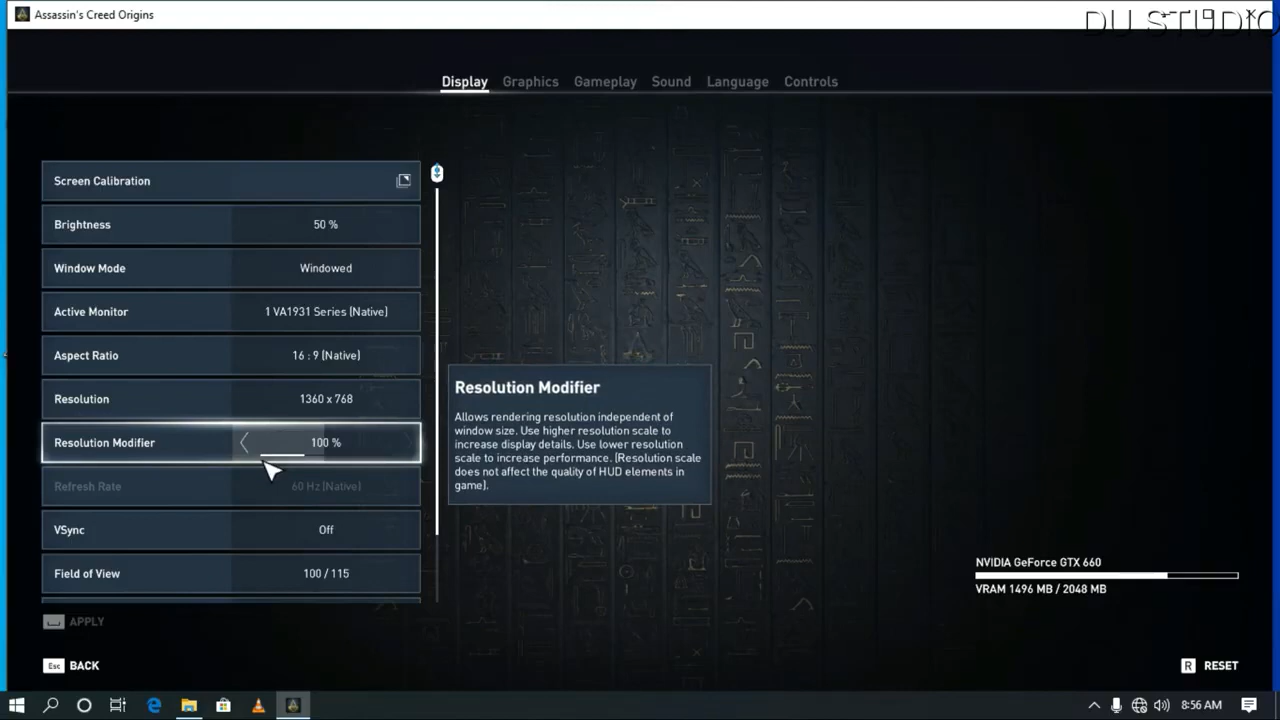 Assassin's Creed Origins
DU STUDIO
Display Graphics Gameplay Sound Language Controls
Screen Calibration
Brightness 50 %
Window Mode Windowed
Active Monitor 1 VA1931 Series (Native)
Aspect Ratio 16 : 9 (Native)
Resolution 1360 x 768
Resolution Modifier 100 %
Refresh Rate 60 Hz (Native)
VSync Off
Field of View 100 / 115
Resolution Modifier
Allows rendering resolution independent of
window size. Use higher resolution scale to
increase display details. Use lower resolution
scale to increase performance. (Resolution scale
does not affect the quality of HUD elements in
game).
NVIDIA GeForce GTX 660
VRAM 1496 MB / 2048 MB
APPLY
Esc BACK
R RESET
8:56 AM